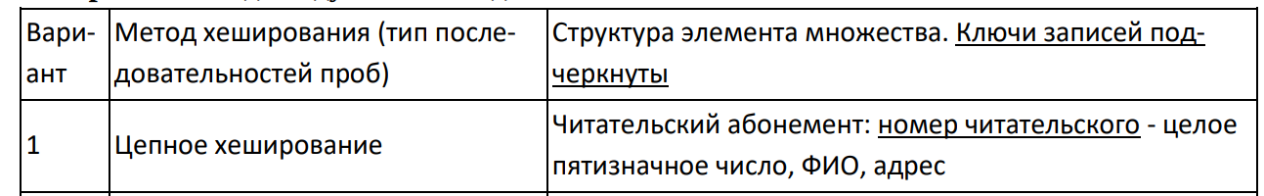 Вари- Метод хеширования (тип после- Структура элемента множества. Ключи записей под-
ант довательностей проб) черкнуты
1 Цепное хеширование Читательский абонемент: номер читательского - целое
пятизначное число, ФИО, адрес